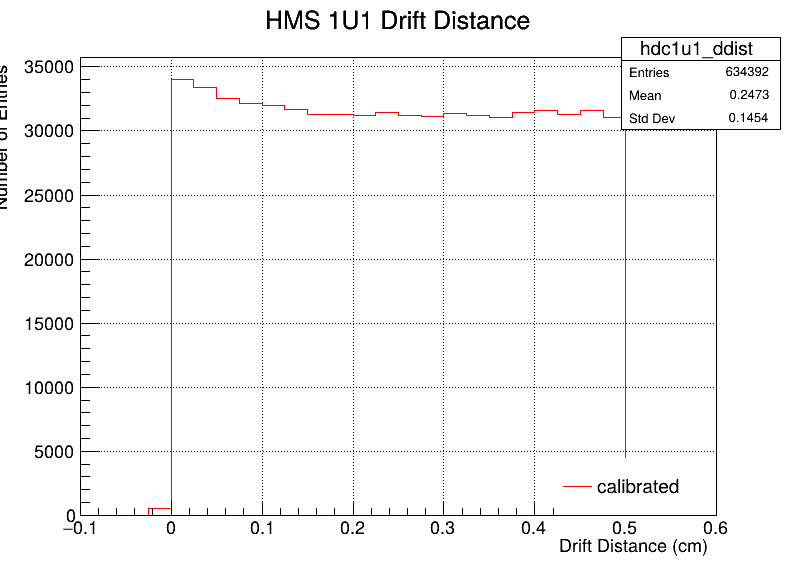 HMS 1U1 Drift Distance
hdc1u1_ddist
Entries 634392
Mean 0.2473
Std Dev 0.1454
Number of Entries
35000
30000
25000
20000
15000
10000
5000
0
calibrated
−0.1 0 0.1 0.2 0.3 0.4 0.5 0.6
Drift Distance (cm)